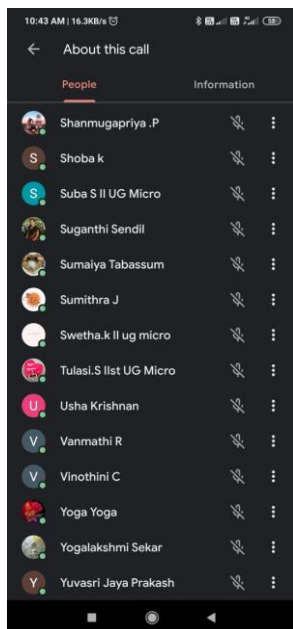 10:43 AM | 16.3KB/s
58
About this call
People
Information
Shanmugapriya .P
S
Shoba k
S
Suba S II UG Micro
Suganthi Sendil
Sumaiya Tabassum
Sumithra J
Swetha.k II ug micro
Tulasi.S IIst UG Micro
U
Usha Krishnan
V
Vanmathi R
V
Vinothini C
Yoga Yoga
Yogalakshmi Sekar
Y
Yuvasri Jaya Prakash